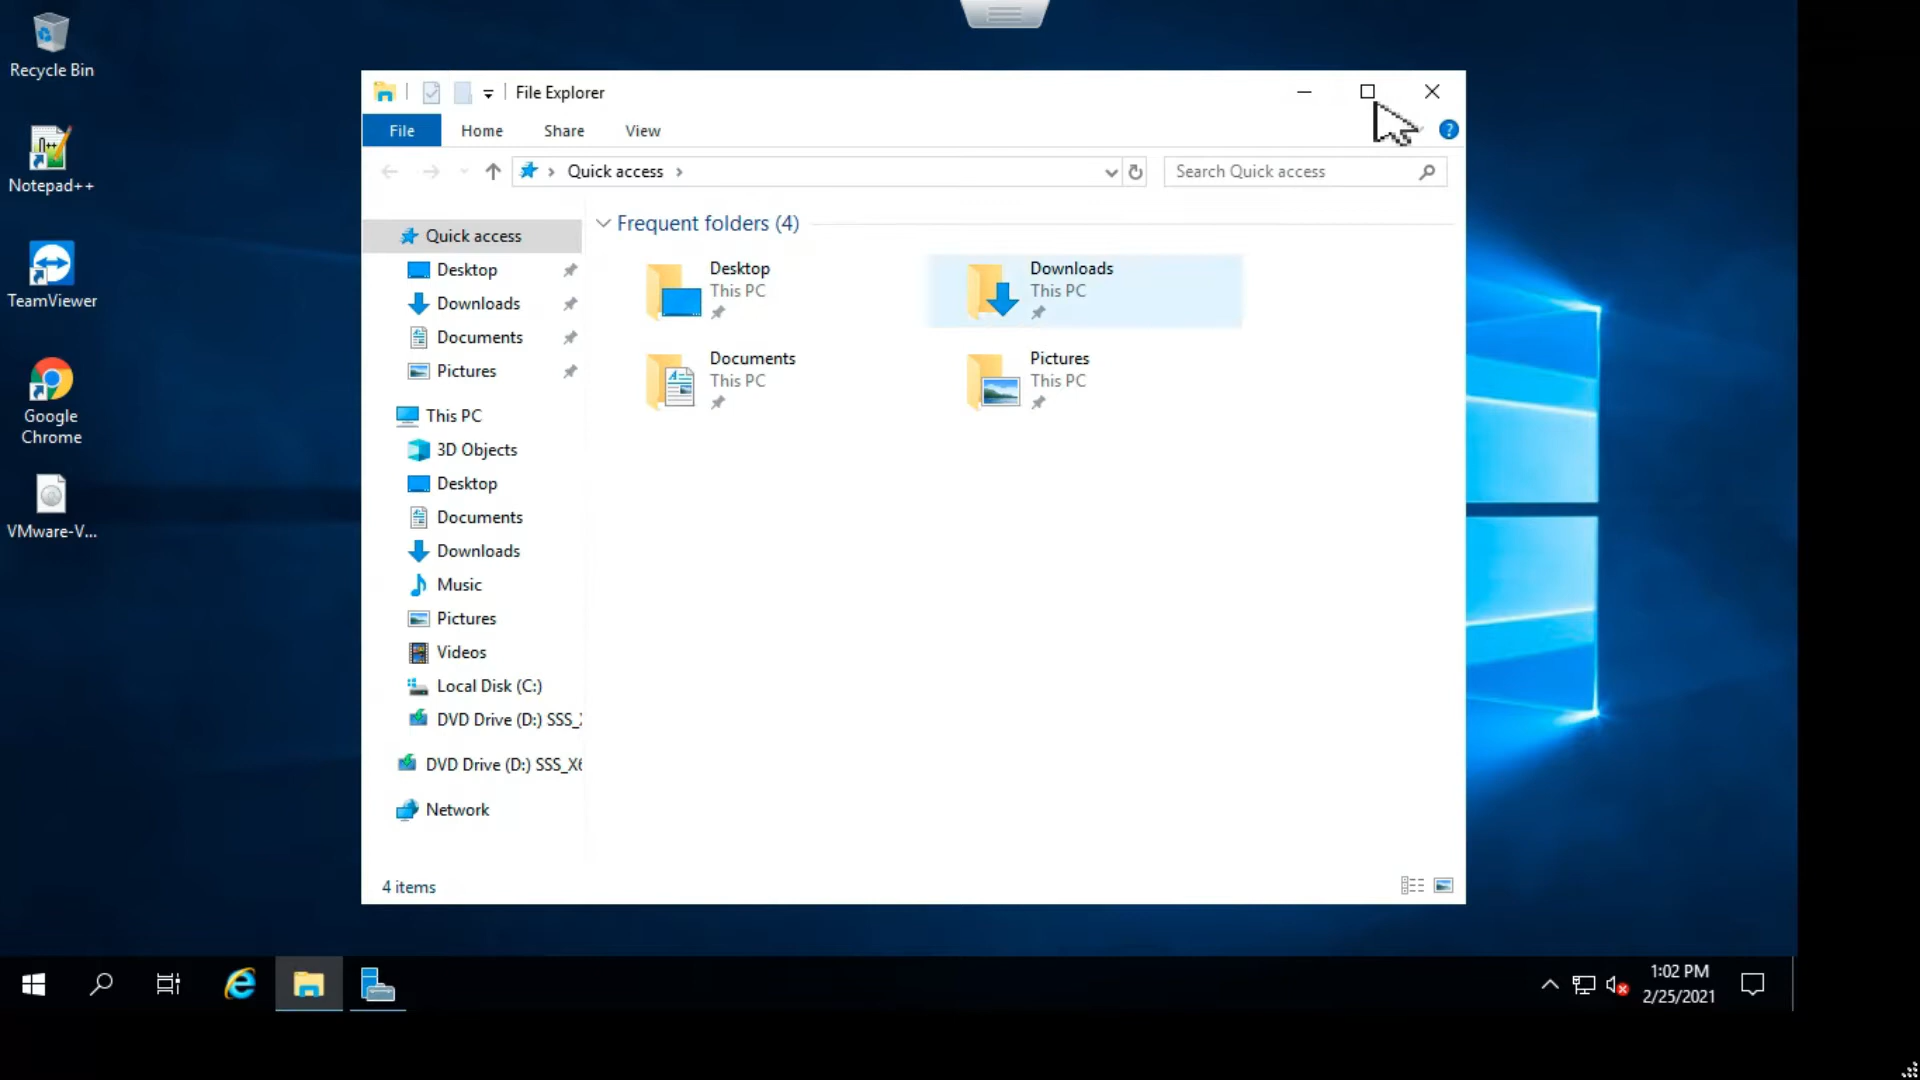 Recycle Bin
Notepad++
TeamViewer
Google
Chrome
VMware-V...
File Explorer
File
Home
Share
View
?
Quick access
Search Quick access
Quick access
Desktop
Downloads
Documents
Pictures
This PC
3D Objects
Desktop
Documents
Downloads
Music
Pictures
Videos
Local Disk (C:)
DVD Drive (D:) SSS_
DVD Drive (D:) SSS_X6
Network
Frequent folders (4)
Desktop
This PC
Downloads
This PC
Documents
This PC
Pictures
This PC
4 items
1:02 PM
2/25/2021